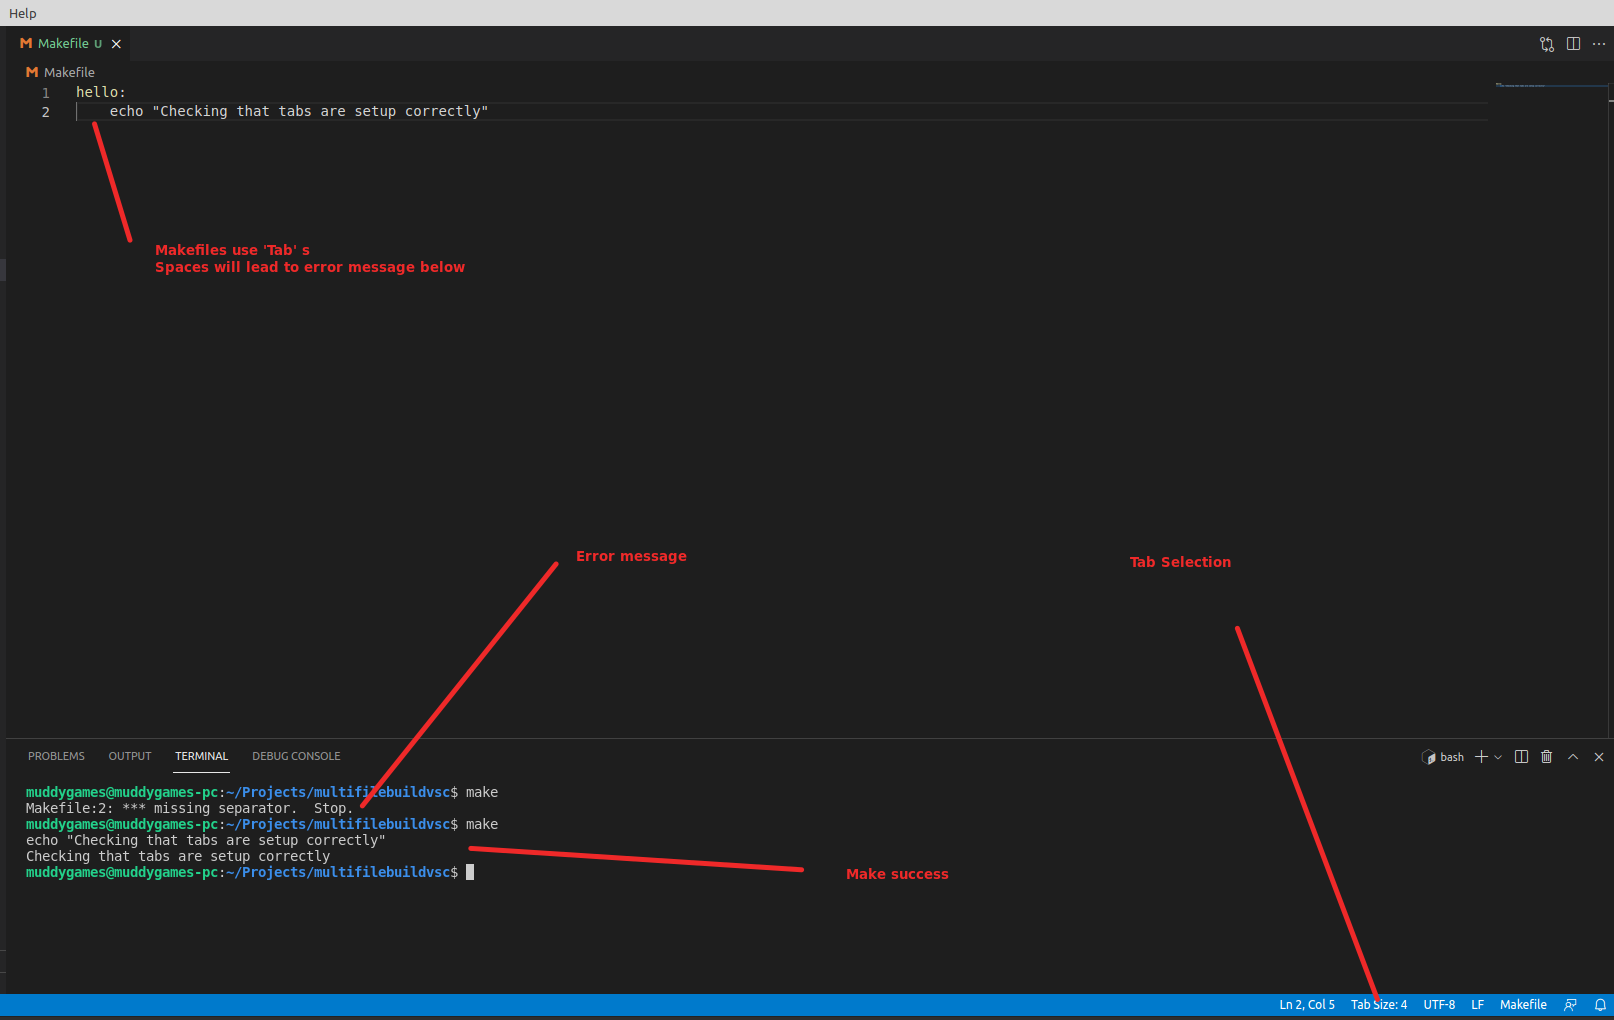 Help
Makefile U
Makefile
1 hello:
2 echo "Checking that tabs are setup correctly"
Makefiles use 'Tab' s
Spaces will lead to error message below
Error message
Tab Selection
PROBLEMS OUTPUT TERMINAL DEBUG CONSOLE bash
muddygames@muddygames-pc:~/Projects/multifilebuildvsc$ make
Makefile:2: *** missing separator.  Stop.
muddygames@muddygames-pc:~/Projects/multifilebuildvsc$ make
echo "Checking that tabs are setup correctly"
Checking that tabs are setup correctly
muddygames@muddygames-pc:~/Projects/multifilebuildvsc$
Make success
Ln 2, Col 5 Tab Size: 4 UTF-8 LF Makefile